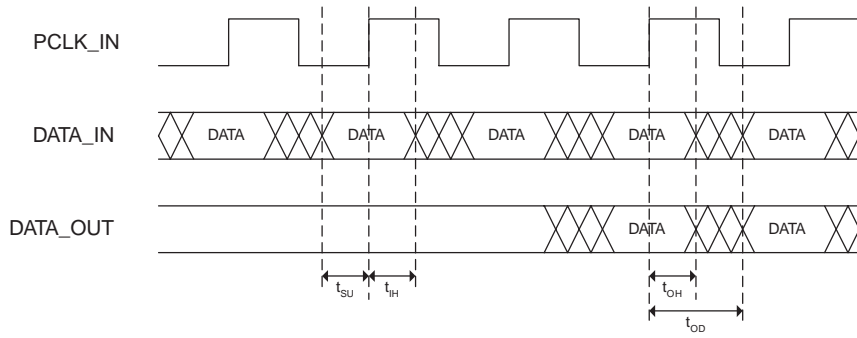 PCLK_IN
DATA_IN
DATA DATA DATA DATA DATA
DATA_OUT
DATA DATA
tSU tIH tOH
tOD